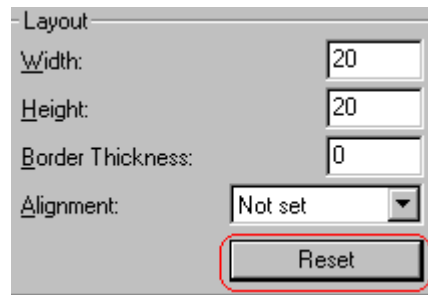 Layout
Width: 20
Height: 20
Border Thickness: 0
Alignment: Not set
Reset